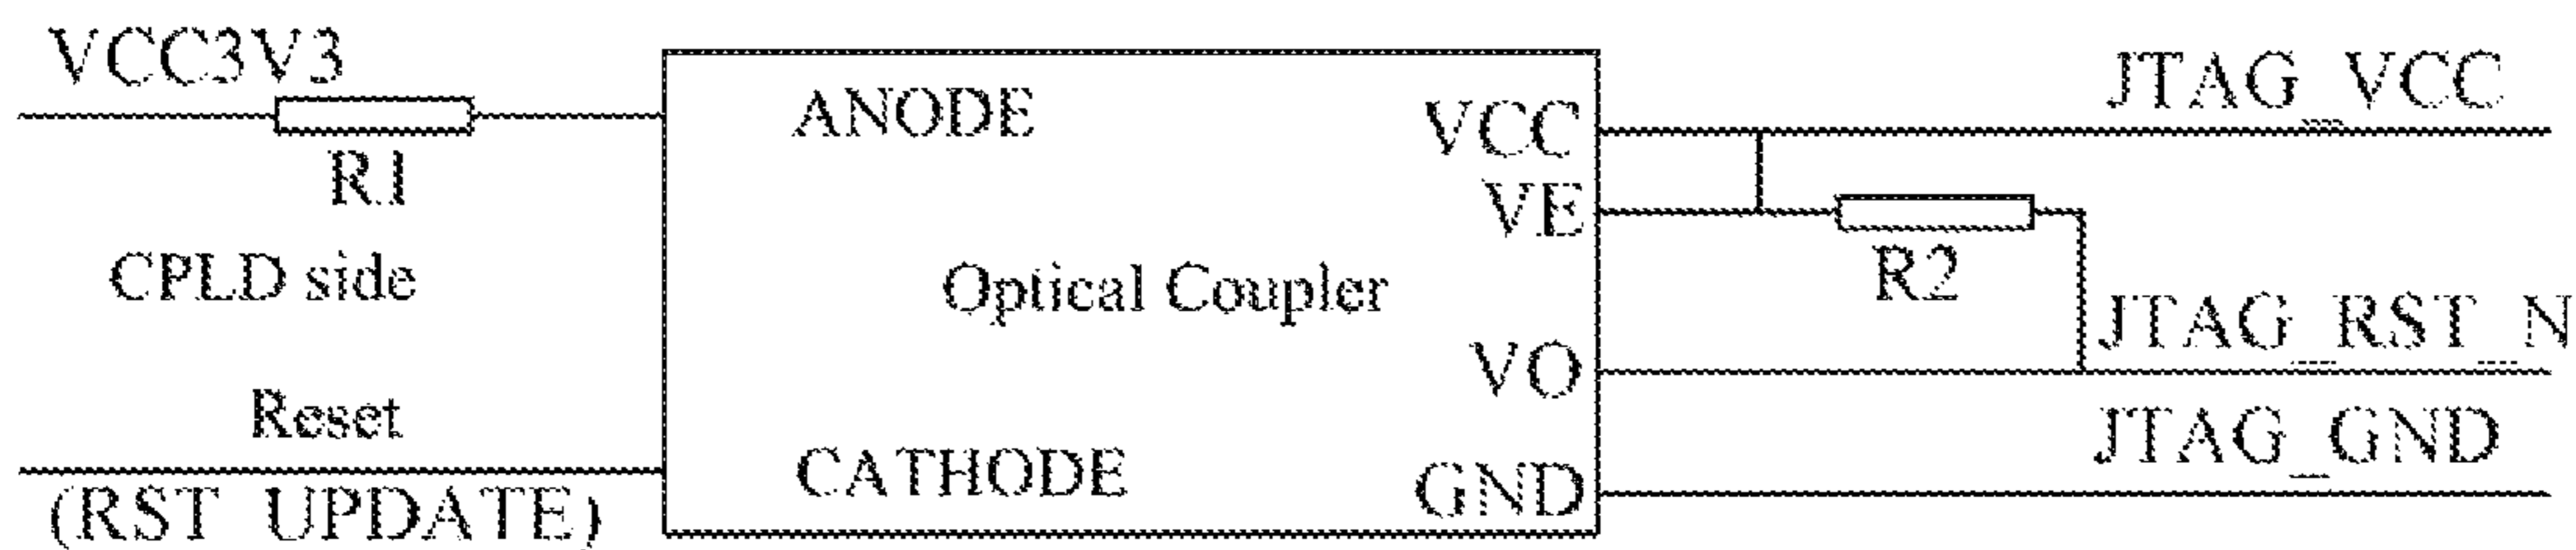 VCC3V3
R1
CPLD side
Reset
(RST_UPDATE)
ANODE
Optical Coupler
CATHODE
VCC
VE
VO
GND
JTAG_VCC
R2
JTAG_RST_N
JTAG_GND